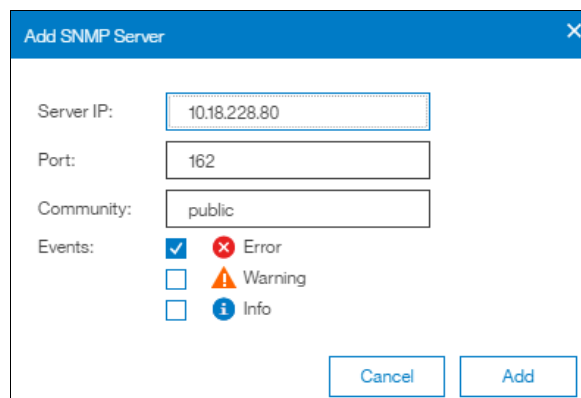 Add SNMP Server
Server IP: 10.18.228.80
Port: 162
Community: public
Events: Error
Warning
Info
Cancel Add